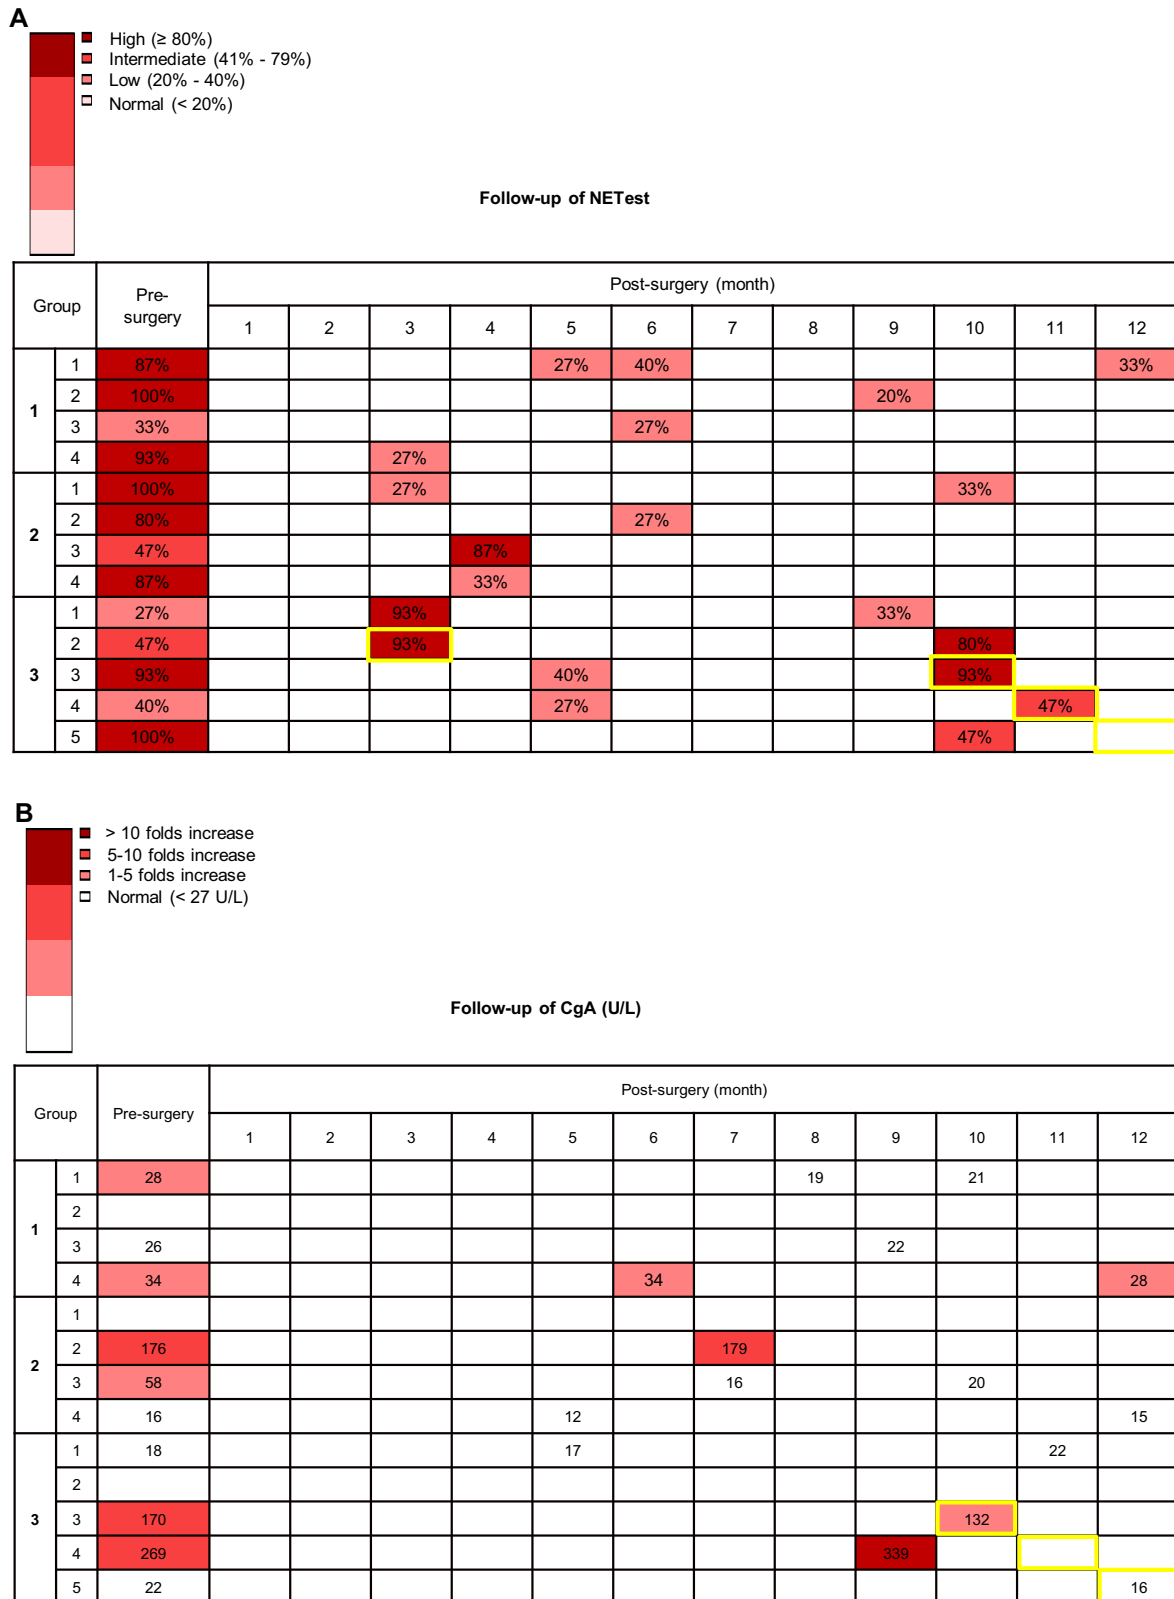 A
High (≥ 80%)
Intermediate (41% - 79%)
Low (20% - 40%)
Normal (< 20%)
Follow-up of NETest
Group Pre-surgery Post-surgery (month)
1 2 3 4 5 6 7 8 9 10 11 12
1 1 87% 27% 40% 33%
2 100% 20%
3 33% 27%
4 93% 27%
2 1 100% 27% 33%
2 80% 27%
3 47% 87%
4 87% 33%
3 1 27% 93% 33%
2 47% 93% 80%
3 93% 40% 93%
4 40% 27% 47%
5 100% 47%
B
> 10 folds increase
5-10 folds increase
1-5 folds increase
Normal (< 27 U/L)
Follow-up of CgA (U/L)
Group Pre-surgery Post-surgery (month)
1 2 3 4 5 6 7 8 9 10 11 12
1 1 28 19 21
2
3 26 22
4 34 34 28
2 1
2 176 179
3 58 16 20
4 16 12 15
3 1 18 17 22
2
3 170 132
4 269 339
5 22 16